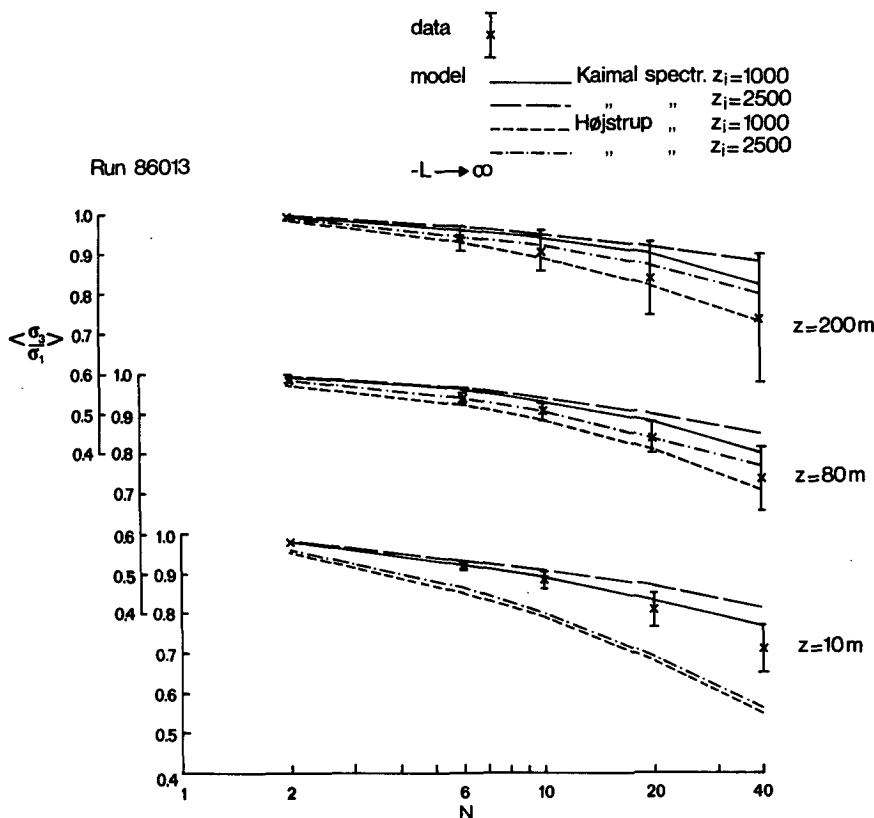 data
model Kaimal spectr. zi=1000
„ „ zi=2500
Højstrup „ zi=1000
„ „ zi=2500
Run 86013
-L→∞
1.0
0.9
0.8
0.7
0.6
0.5
0.4
<σ3/σ1>
z=200m
1.0
0.9
0.8
0.7
0.6
0.5
0.4
z=80m
1.0
0.9
0.8
0.7
0.6
0.5
0.4
z=10m
1 2 6 10 20 40
N